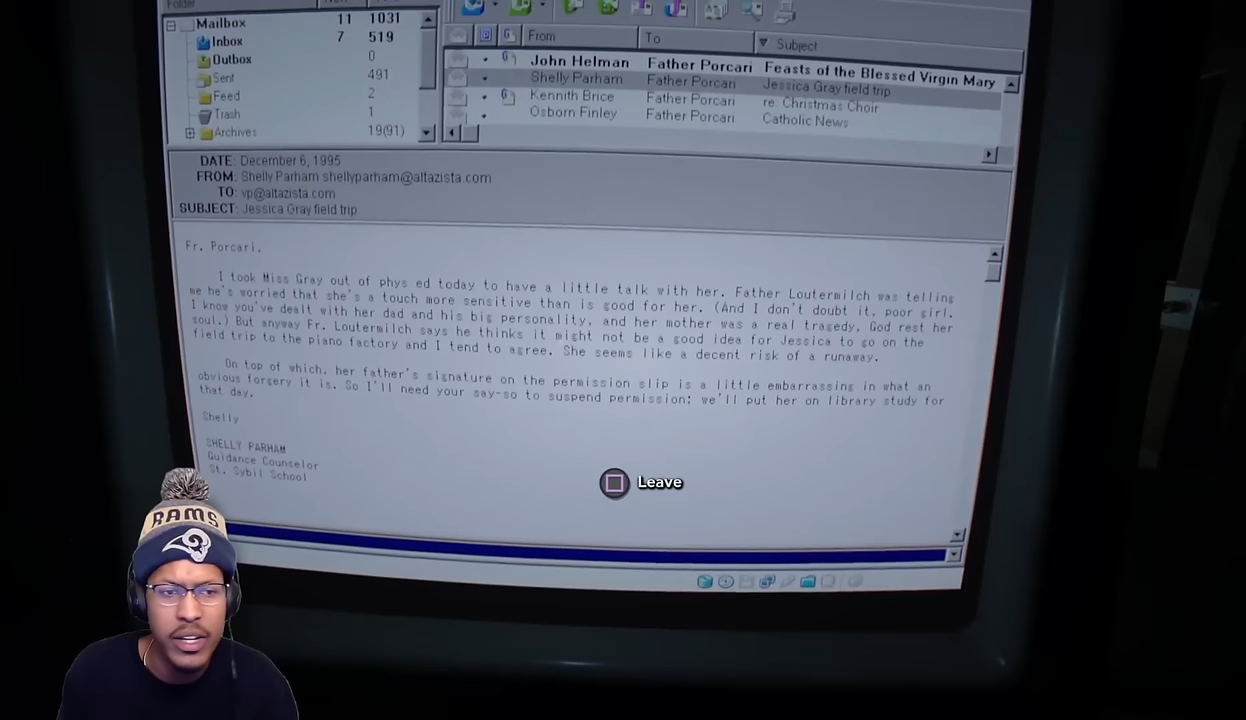 Folder
Mailbox 11 1031
Inbox 7 519
Outbox 0
Sent 491
Feed 2
Trash 1
Archives 19(91)
From To Subject
John Helman Father Porcari Feasts of the Blessed Virgin Mary
Shelly Parham Father Porcari Jessica Gray field trip
Kennith Brice Father Porcari re: Christmas Choir
Osborn Finley Father Porcari Catholic News
DATE: December 6, 1995
FROM: Shelly Parham shellyparham@altazista.com
TO: vp@altazista.com
SUBJECT: Jessica Gray field trip
Fr. Porcari,
I took Miss Gray out of phys ed today to have a little talk with her. Father Loutermilch was telling
me he's worried that she's a touch more sensitive than is good for her. (And I don't doubt it, poor girl.
I know you've dealt with her dad and his big personality, and her mother was a real tragedy, God rest her
soul.) But anyway Fr. Loutermilch says he thinks it might not be a good idea for Jessica to go on the
field trip to the piano factory and I tend to agree. She seems like a decent risk of a runaway.
On top of which, her father's signature on the permission slip is a little embarrassing in what an
obvious forgery it is. So I'll need your say-so to suspend permission; we'll put her on library study for
that day.
Shelly
SHELLY PARHAM
Guidance Counselor
St. Sybil School
Leave
RAMS